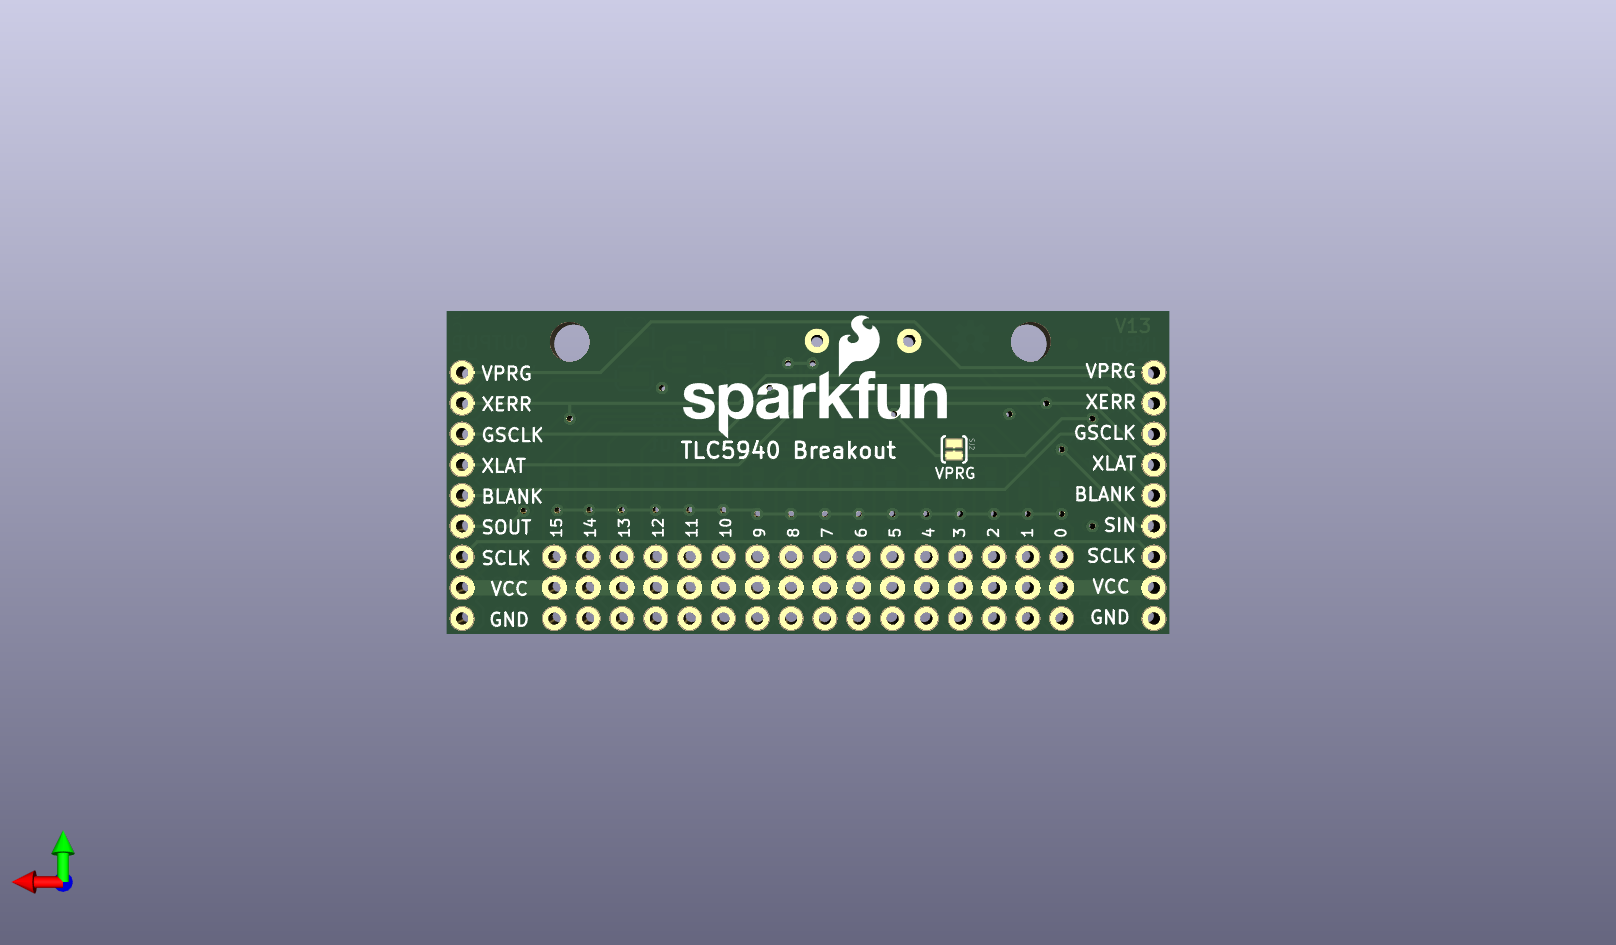 V13
sparkfun
TLC5940 Breakout
VPRG
VPRG
XERR
GSCLK
XLAT
BLANK
SOUT
SCLK
VCC
GND
15 14 13 12 11 10 9 8 7 6 5 4 3 2 1 0
VPRG
XERR
GSCLK
XLAT
BLANK
SIN
SCLK
VCC
GND